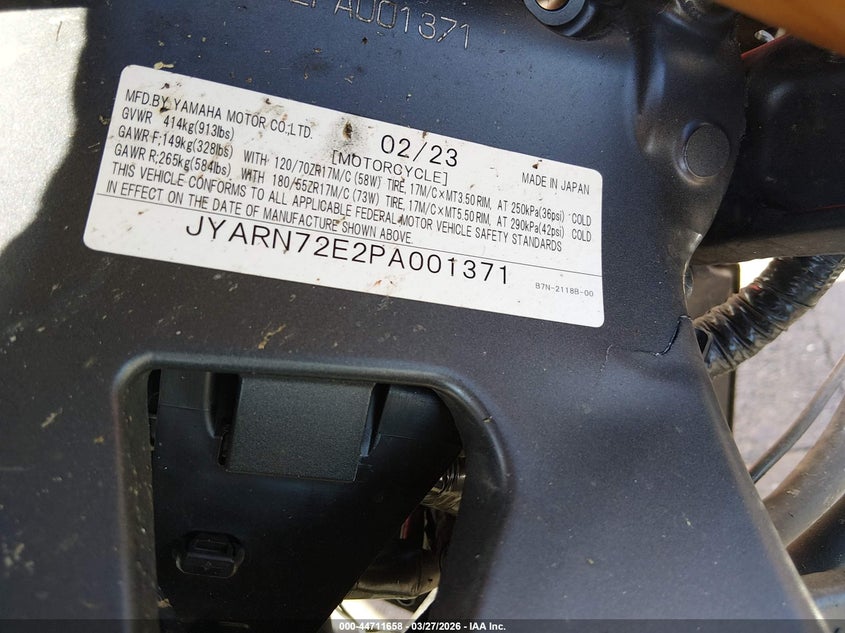 2PA001371
MFD.BY YAMAHA MOTOR CO.,LTD. 02/23
GVWR 414kg(913lbs) [MOTORCYCLE] MADE IN JAPAN
GAWR F;149kg(328lbs) WITH 120/70ZR17M/C (58W) TIRE, 17M/C×MT3.50 RIM, AT 250kPa(36psi) COLD
GAWR R;265kg(584lbs) WITH 180/55ZR17M/C (73W) TIRE, 17M/C×MT5.50 RIM, AT 290kPa(42psi) COLD
THIS VEHICLE CONFORMS TO ALL APPLICABLE FEDERAL MOTOR VEHICLE SAFETY STANDARDS
IN EFFECT ON THE DATE OF MANUFACTURE SHOWN ABOVE.
JYARN72E2PA001371
B7N-2118B-00
000-44711658 - 03/27/2026 - IAA Inc.